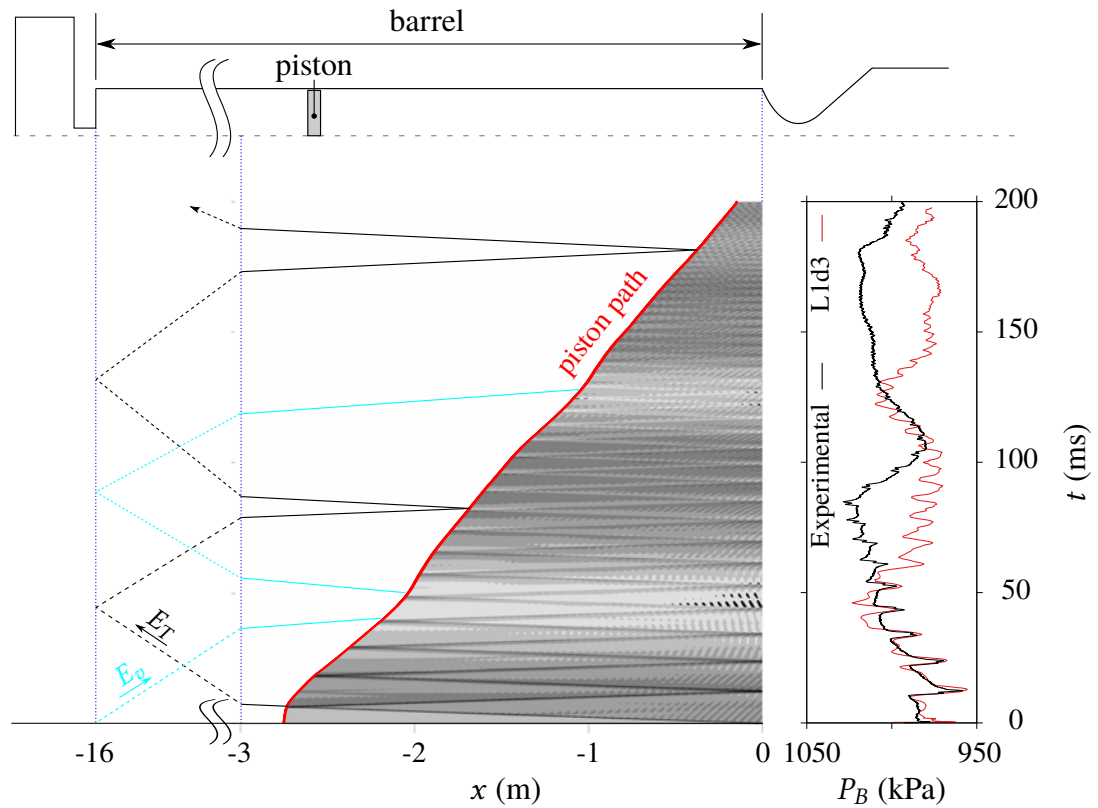 barrel
piston
piston path
E_T
E_υ
L1d3
Experimental
200
150
100
50
0
t (ms)
-16
-3
-2
-1
0
1050
950
x (m)
P_B (kPa)